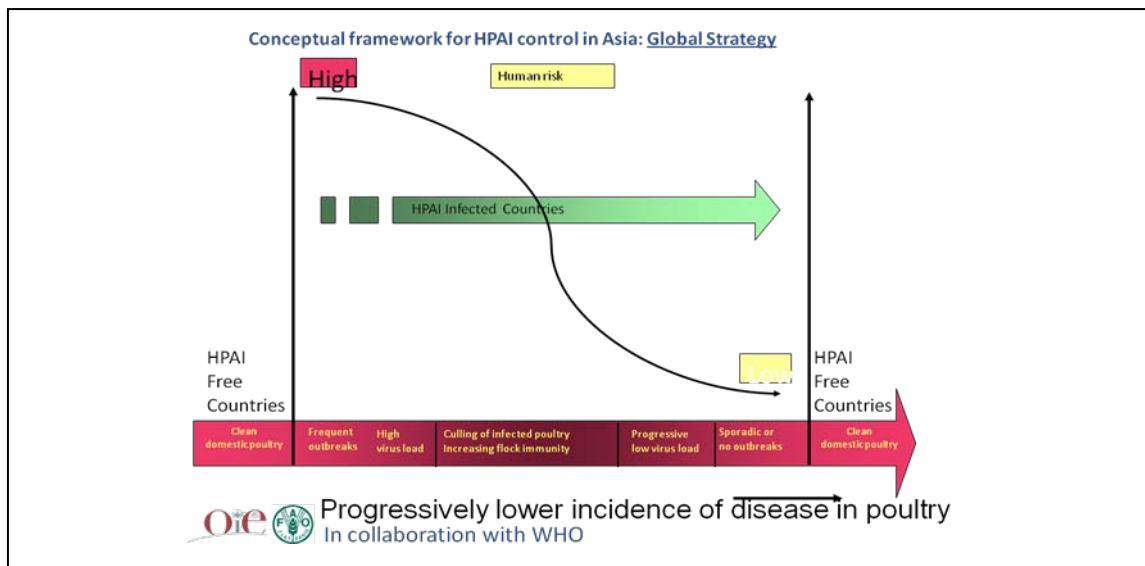 Conceptual framework for HPAI control in Asia: Global Strategy
High
Human risk
HPAI Infected Countries
Low
HPAI
Free
Countries
HPAI
Free
Countries
Clean
domestic poultry
Frequent
outbreaks
High
virus load
Culling of infected poultry
Increasing flock immunity
Progressive
low virus load
Sporadic or
no outbreaks
Clean
domestic poultry
Progressively lower incidence of disease in poultry
In collaboration with WHO
Oie
FAO